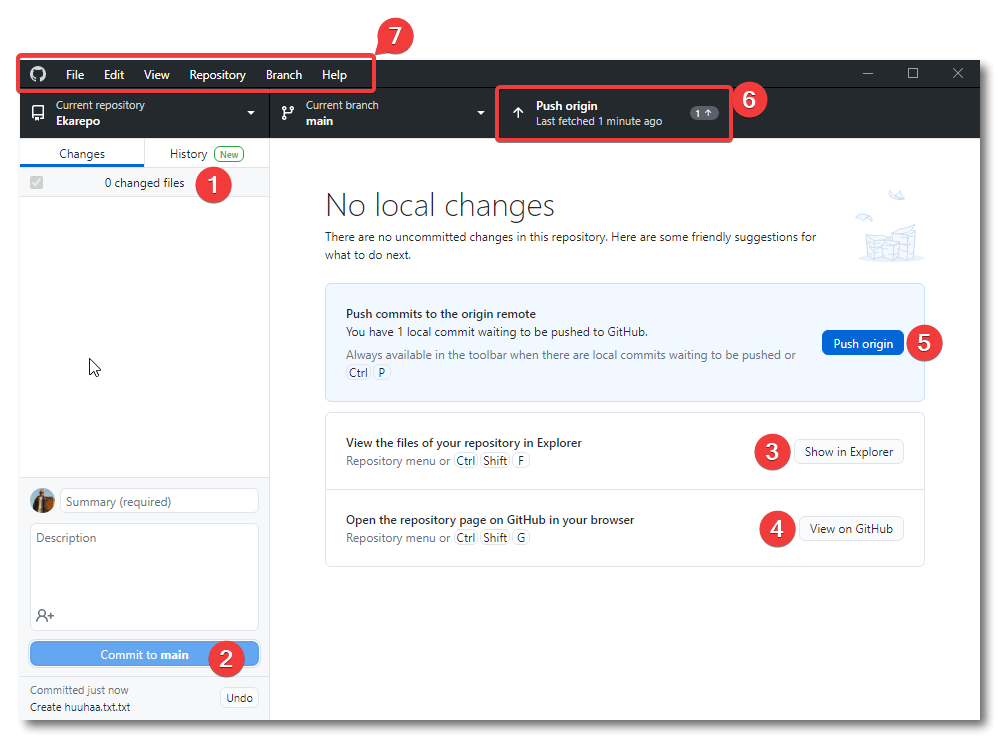 7
File Edit View Repository Branch Help
Current repository
Ekarepo
Current branch
main
Push origin
Last fetched 1 minute ago
1
6
Changes
History New
0 changed files
1
No local changes
There are no uncommitted changes in this repository. Here are some friendly suggestions for
what to do next.
Push commits to the origin remote
You have 1 local commit waiting to be pushed to GitHub.
Always available in the toolbar when there are local commits waiting to be pushed or
Ctrl P
Push origin
5
View the files of your repository in Explorer
Repository menu or Ctrl Shift F
3
Show in Explorer
Open the repository page on GitHub in your browser
Repository menu or Ctrl Shift G
4
View on GitHub
Summary (required)
Description
Commit to main
2
Committed just now
Create huuhaa.txt.txt
Undo